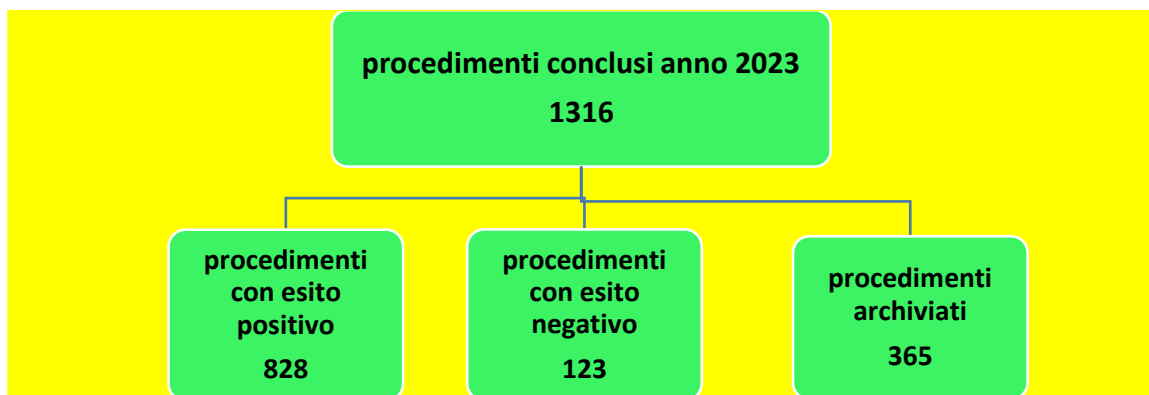 procedimenti conclusi anno 2023
1316
procedimenti
con esito
positivo
828
procedimenti
con esito
negativo
123
procedimenti
archiviati
365